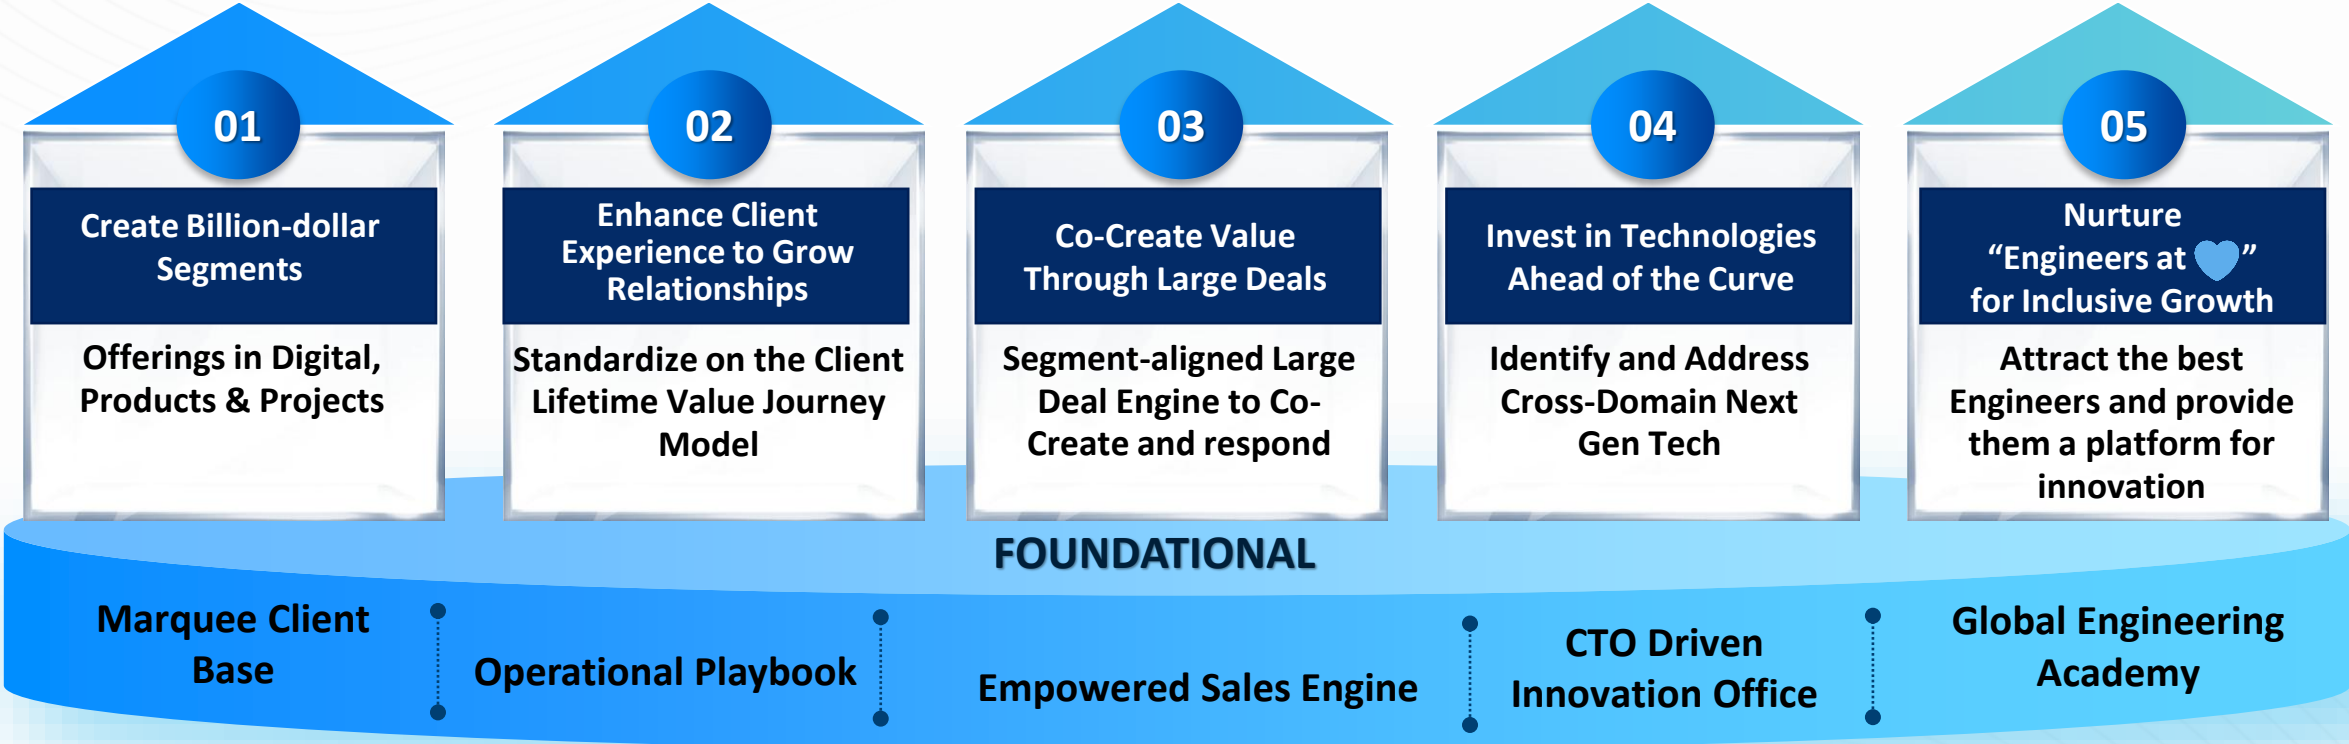 01
Create Billion-dollar
Segments
Offerings in Digital,
Products & Projects
02
Enhance Client
Experience to Grow
Relationships
Standardize on the Client
Lifetime Value Journey
Model
03
Co-Create Value
Through Large Deals
Segment-aligned Large
Deal Engine to Co-
Create and respond
04
Invest in Technologies
Ahead of the Curve
Identify and Address
Cross-Domain Next
Gen Tech
05
Nurture
“Engineers at ”
for Inclusive Growth
Attract the best
Engineers and provide
them a platform for
innovation
FOUNDATIONAL
Marquee Client
Base
Operational Playbook
Empowered Sales Engine
CTO Driven
Innovation Office
Global Engineering
Academy